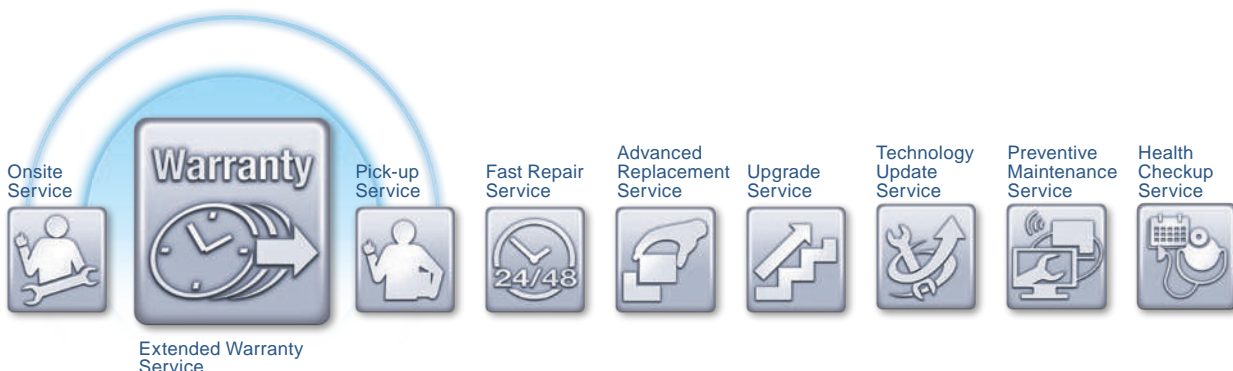 Onsite
Service
Warranty
Pick-up
Service
Fast Repair
Service
24/48
Advanced
Replacement
Service
Upgrade
Service
Technology
Update
Service
Preventive
Maintenance
Service
Health
Checkup
Service
Extended Warranty
Service